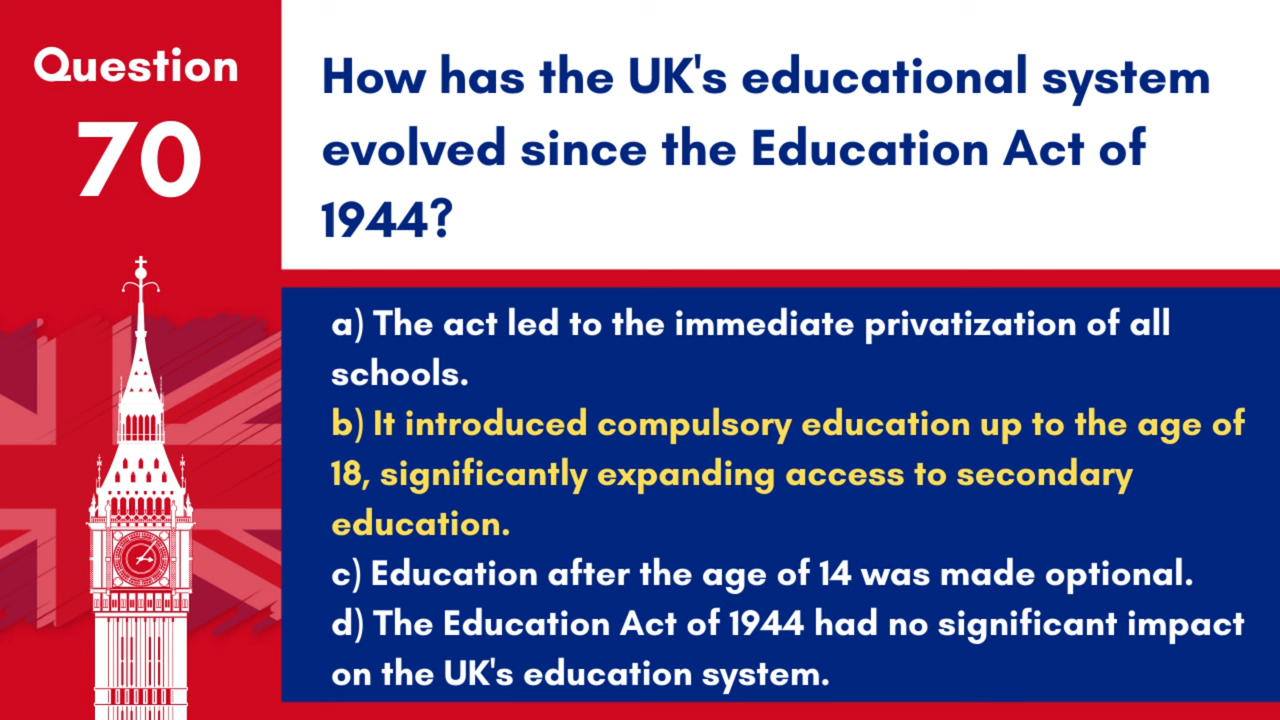 Question
70
How has the UK's educational system
evolved since the Education Act of
1944?
a) The act led to the immediate privatization of all
schools.
b) It introduced compulsory education up to the age of
18, significantly expanding access to secondary
education.
c) Education after the age of 14 was made optional.
d) The Education Act of 1944 had no significant impact
on the UK's education system.